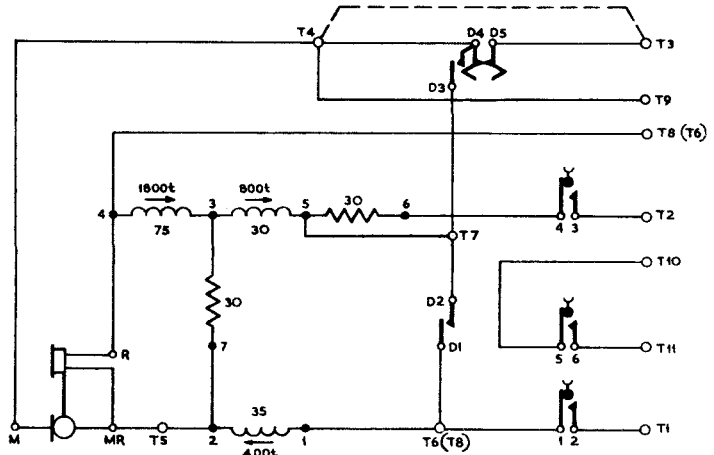 T4 D4 D5 T3
D3
T9
T8 (T6)
1800t 800t 30
4 3 5 6 4 3 T2
75 30
T7
T10
30
D2
7
R D1 5 6 T11
35
M MR T5 2 1 T6(T8) 1 2 T1
400t